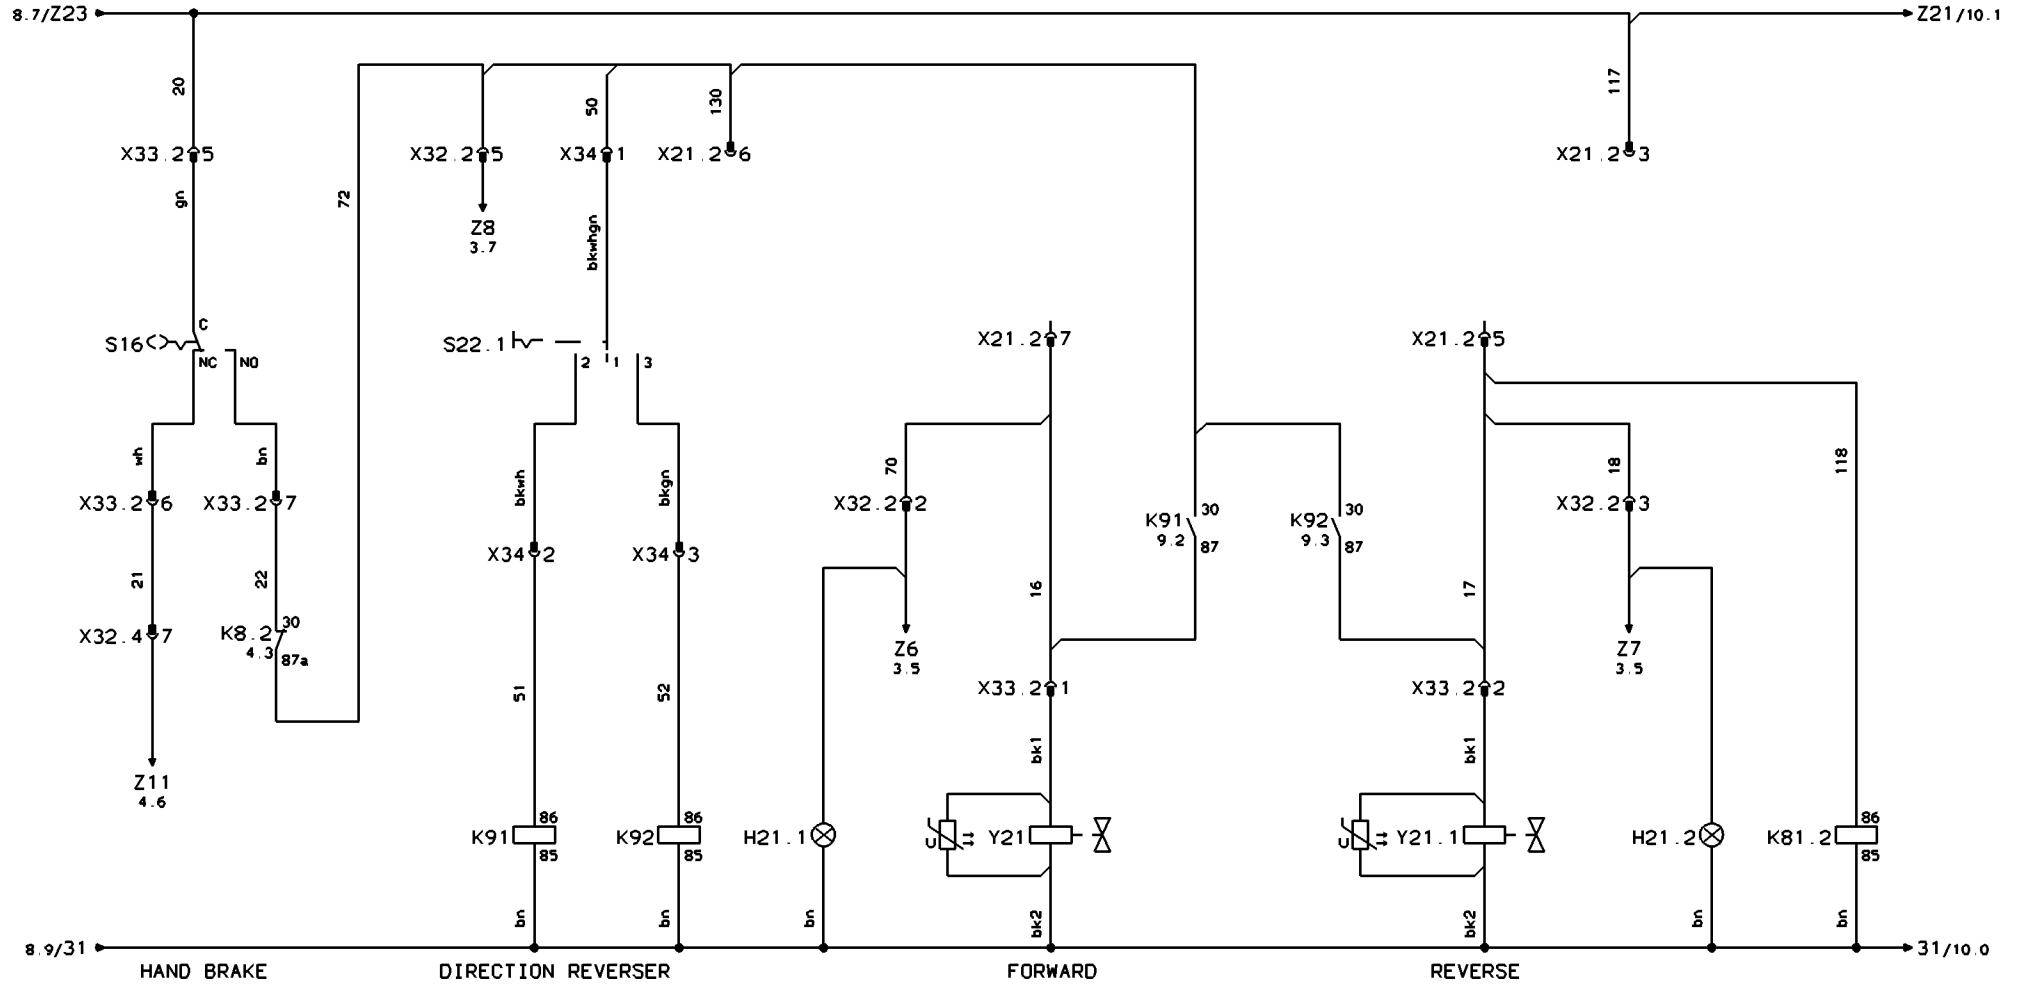 8.7/Z23
Z21/10.1
20
50
130
117
X33.2 5
X32.2 5
X34 1
X21.2 6
X21.2 3
gn
72
bkwhgn
Z8
3.7
S16
C
NC
NO
S22.1
2
1
3
X21.2 7
X21.2 5
wh
bn
bkwh
bkgn
70
18
118
X33.2 6
X33.2 7
X32.2 2
X32.2 3
K91
9.2
30
87
K92
9.3
30
87
X34 2
X34 3
21
22
16
17
X32.4 7
K8.2
4.3
30
87a
Z6
3.5
Z7
3.5
51
52
X33.2 1
X33.2 2
bk1
bk1
Z11
4.6
K91
86
85
K92
86
85
H21.1
U
Y21
U
Y21.1
H21.2
K81.2
86
85
bn
bn
bn
bk2
bk2
bn
bn
8.9/31
31/10.0
HAND BRAKE
DIRECTION REVERSER
FORWARD
REVERSE